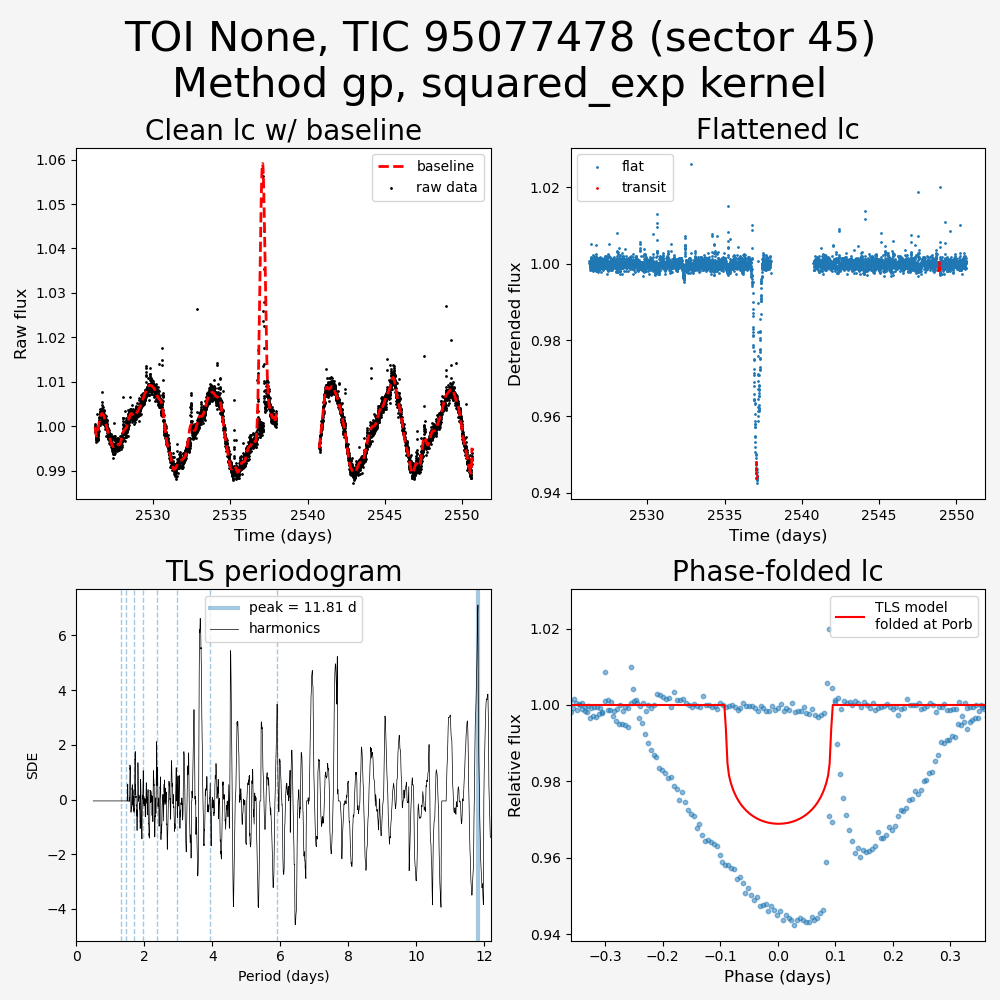 TOI None, TIC 95077478 (sector 45)
Method gp, squared_exp kernel
Clean lc w/ baseline
Raw flux
1.06
1.05
1.04
1.03
1.02
1.01
1.00
0.99
baseline
raw data
2530
2535
2540
2545
2550
Time (days)
Flattened lc
Detrended flux
1.02
1.00
0.98
0.96
0.94
flat
transit
2530
2535
2540
2545
2550
Time (days)
TLS periodogram
SDE
6
4
2
0
−2
−4
peak = 11.81 d
harmonics
0
2
4
6
8
10
12
Period (days)
Phase-folded lc
Relative flux
1.02
1.00
0.98
0.96
0.94
TLS model
folded at Porb
−0.3
−0.2
−0.1
0.0
0.1
0.2
0.3
Phase (days)